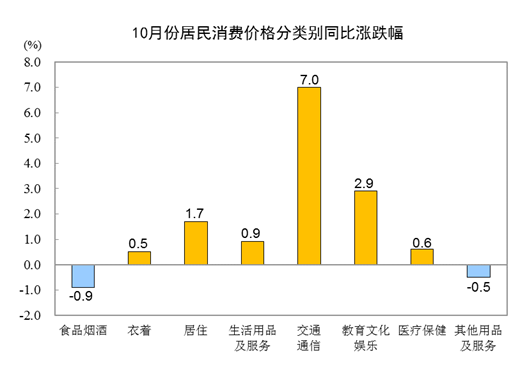 10月份居民消费价格分类别同比涨跌幅
(%)
8.0
7.0
6.0
5.0
4.0
3.0
2.0
1.0
0.0
-1.0
-2.0
-0.9
0.5
1.7
0.9
7.0
2.9
0.6
-0.5
食品烟酒
衣着
居住
生活用品
及服务
交通
通信
教育文化
娱乐
医疗保健
其他用品
及服务